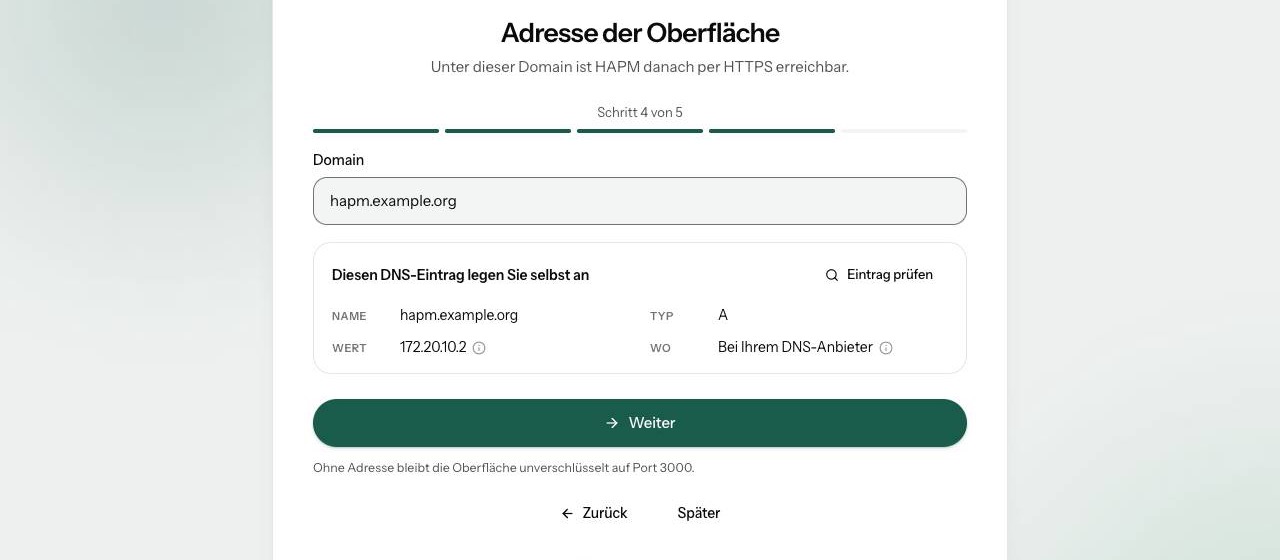 Adresse der Oberfläche
Unter dieser Domain ist HAPM danach per HTTPS erreichbar.
Schritt 4 von 5
Domain
hapm.example.org
Diesen DNS-Eintrag legen Sie selbst an
Eintrag prüfen
NAME hapm.example.org TYP A
WERT 172.20.10.2 WO Bei Ihrem DNS-Anbieter
Weiter
Ohne Adresse bleibt die Oberfläche unverschlüsselt auf Port 3000.
Zurück Später